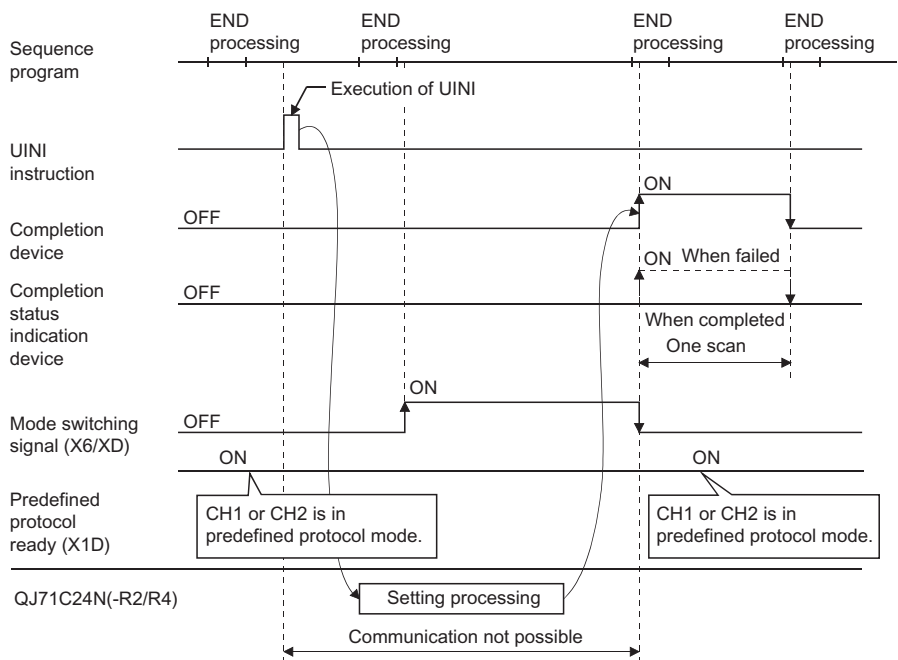 END processing
END processing
END processing
END processing
Sequence program
Execution of UINI
UINI instruction
ON
OFF
Completion device
ON When failed
Completion status indication device
OFF
When completed
One scan
ON
Mode switching signal (X6/XD)
OFF
ON
ON
Predefined protocol ready (X1D)
CH1 or CH2 is in predefined protocol mode.
CH1 or CH2 is in predefined protocol mode.
QJ71C24N(-R2/R4)
Setting processing
Communication not possible